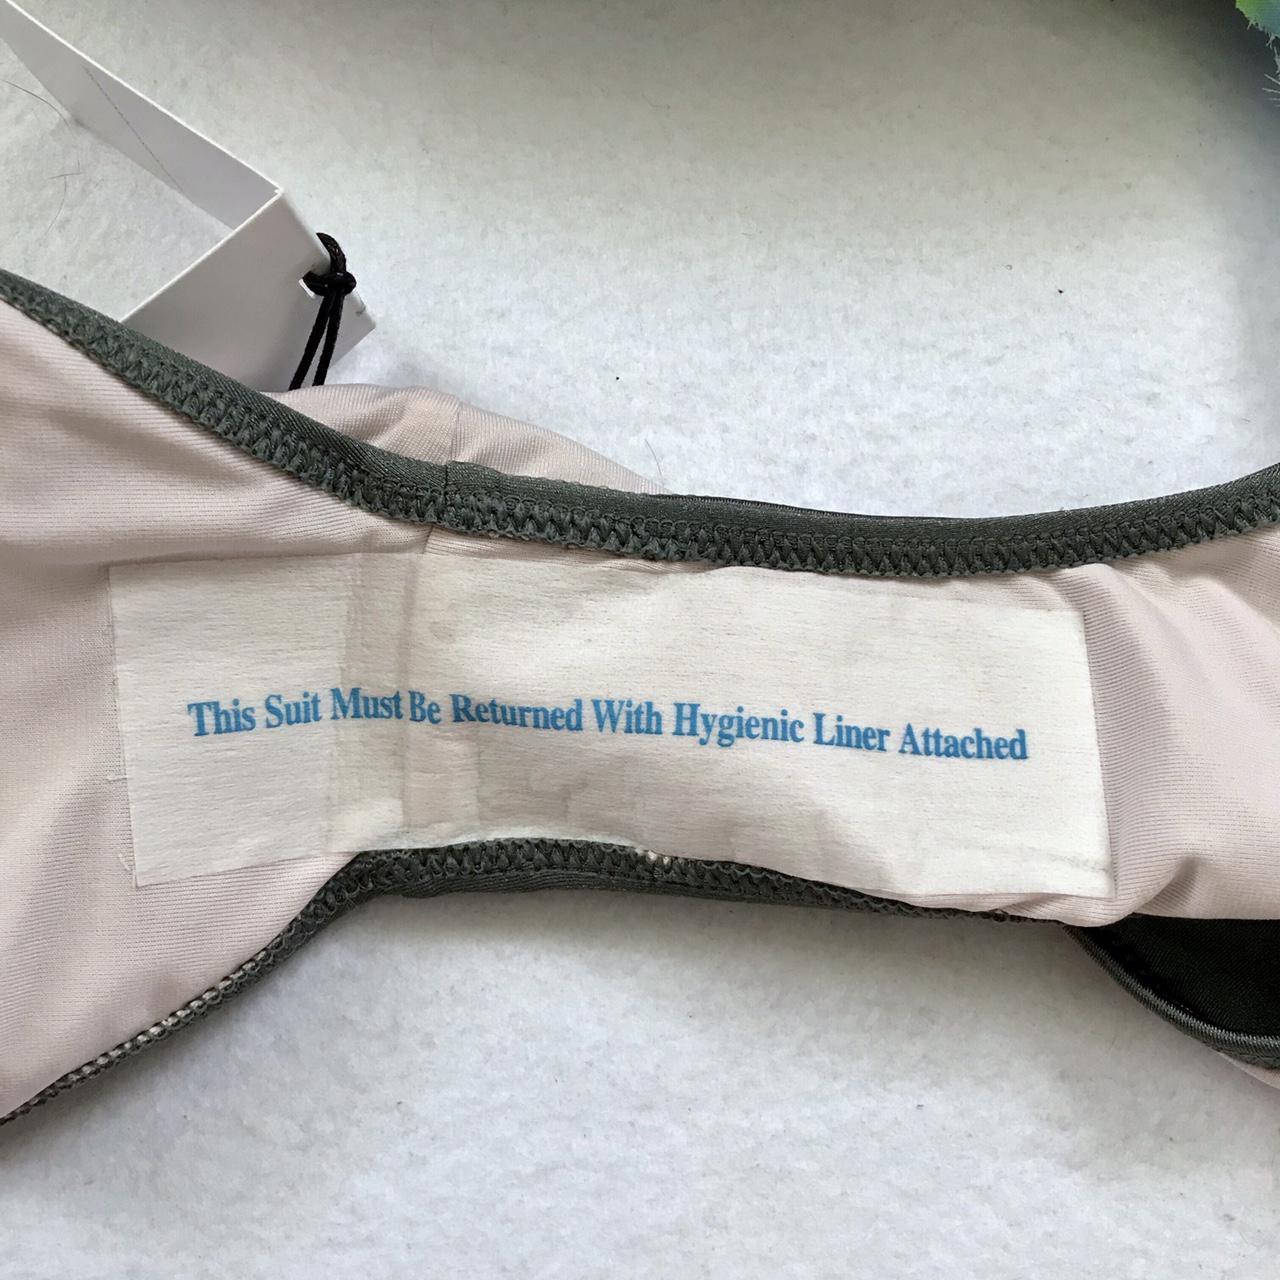 This Suit Must Be Returned With Hygienic Liner Attached